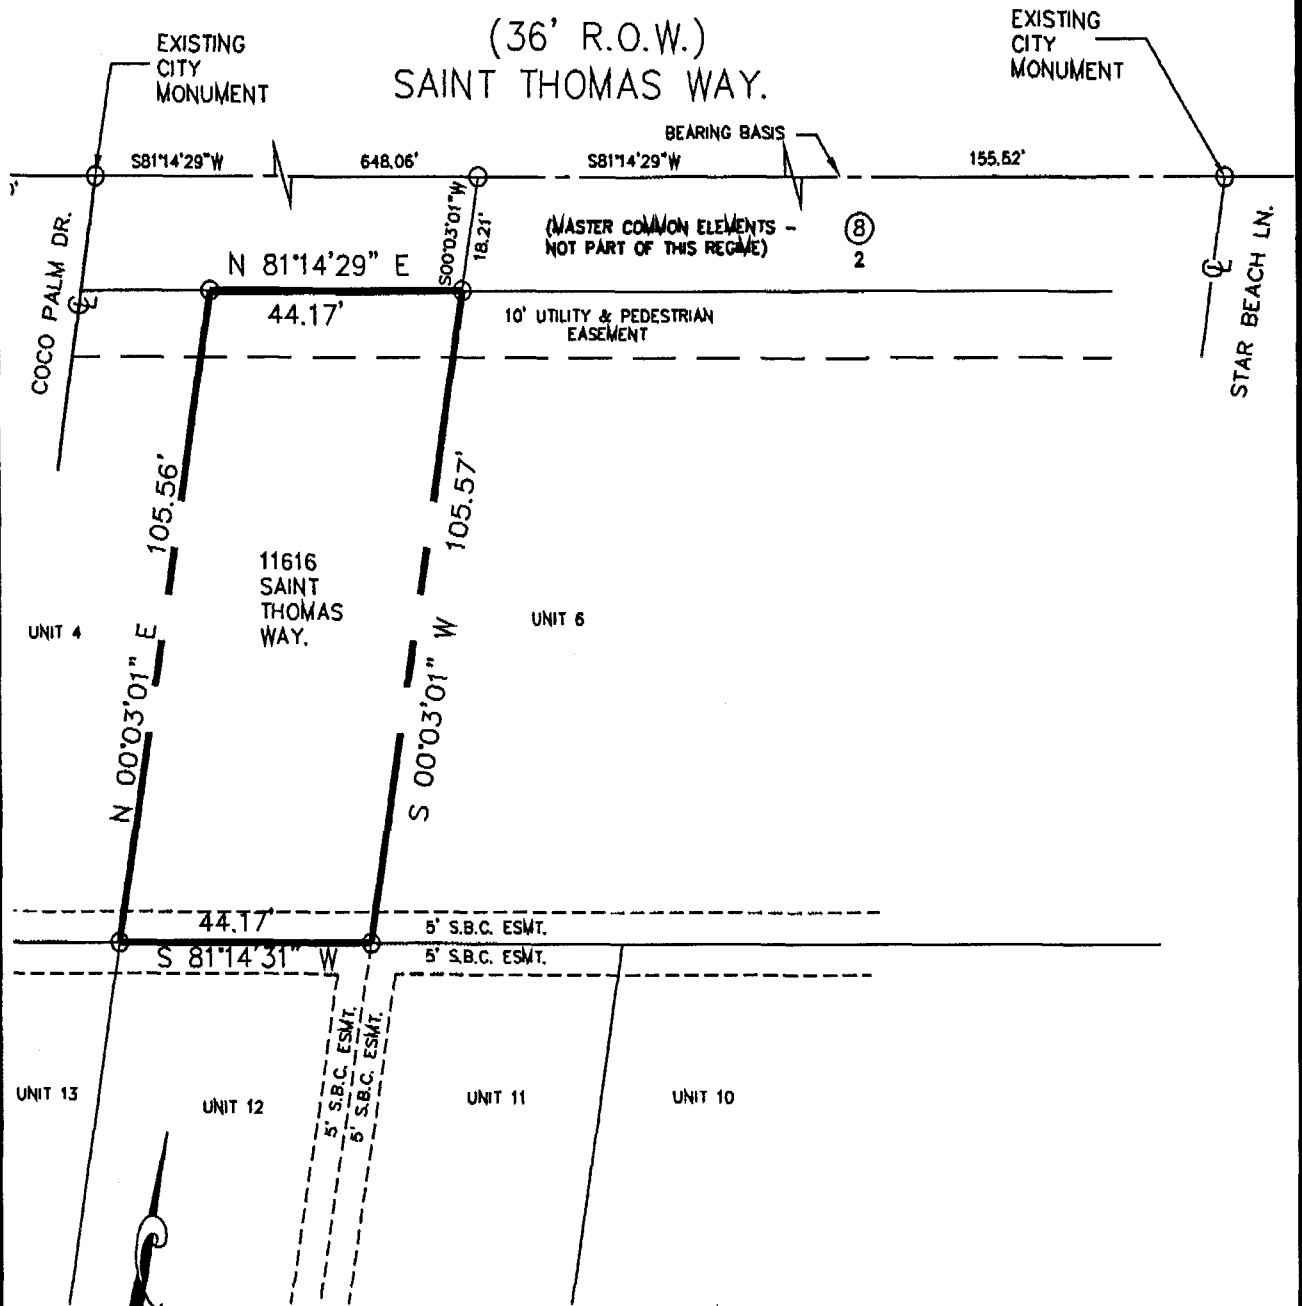 (36' R.O.W.)
SAINT THOMAS WAY.
EXISTING
CITY
MONUMENT
EXISTING
CITY
MONUMENT
BEARING BASIS
S81°14'29"W
648.06'
S81°14'29"W
155.52'
S00°03'01"W
18.21'
(MASTER COMMON ELEMENTS -
NOT PART OF THIS REGIME)
8
2
COCO PALM DR.
STAR BEACH LN.
N 81°14'29" E
44.17'
10' UTILITY & PEDESTRIAN
EASEMENT
105.56'
N 00°03'01" E
105.57'
S 00°03'01" W
11616
SAINT
THOMAS
WAY.
UNIT 4
UNIT 6
44.17'
S 81°14'31" W
5' S.B.C. ESMT.
5' S.B.C. ESMT.
5' S.B.C. ESMT.
5' S.B.C. ESMT.
UNIT 13
UNIT 12
UNIT 11
UNIT 10